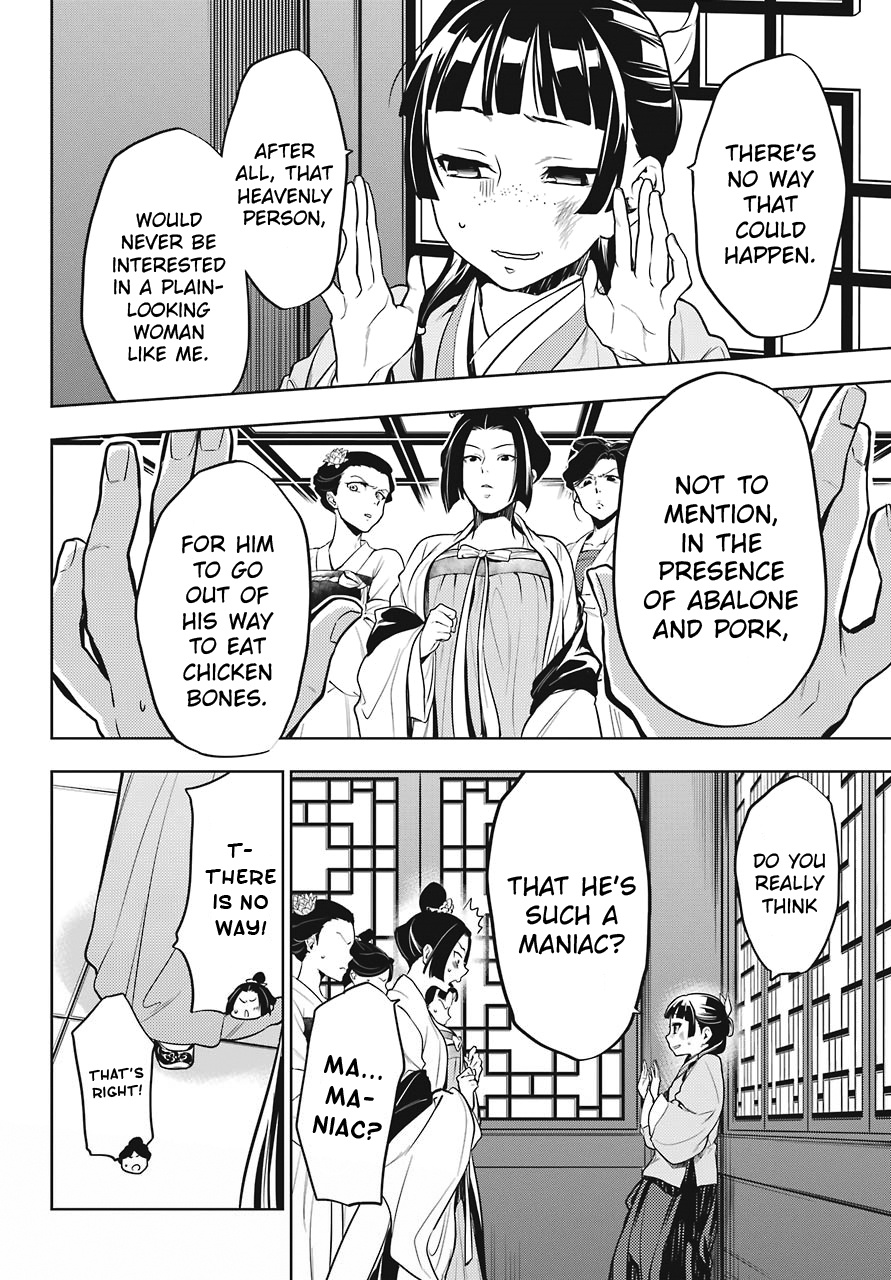 THERE'S
NO WAY
THAT
COULD
HAPPEN.
AFTER
ALL, THAT
HEAVENLY
PERSON,
WOULD
NEVER BE
INTERESTED
IN A PLAIN-
LOOKING
WOMAN
LIKE ME.
NOT TO
MENTION,
IN THE
PRESENCE
OF ABALONE
AND PORK,
FOR HIM
TO GO
OUT OF
HIS WAY
TO EAT
CHICKEN
BONES.
DO YOU
REALLY
THINK
THAT HE'S
SUCH A
MANIAC?
MA...
MA-
NIAC?
T-
THERE
IS NO
WAY!
THAT'S
RIGHT!